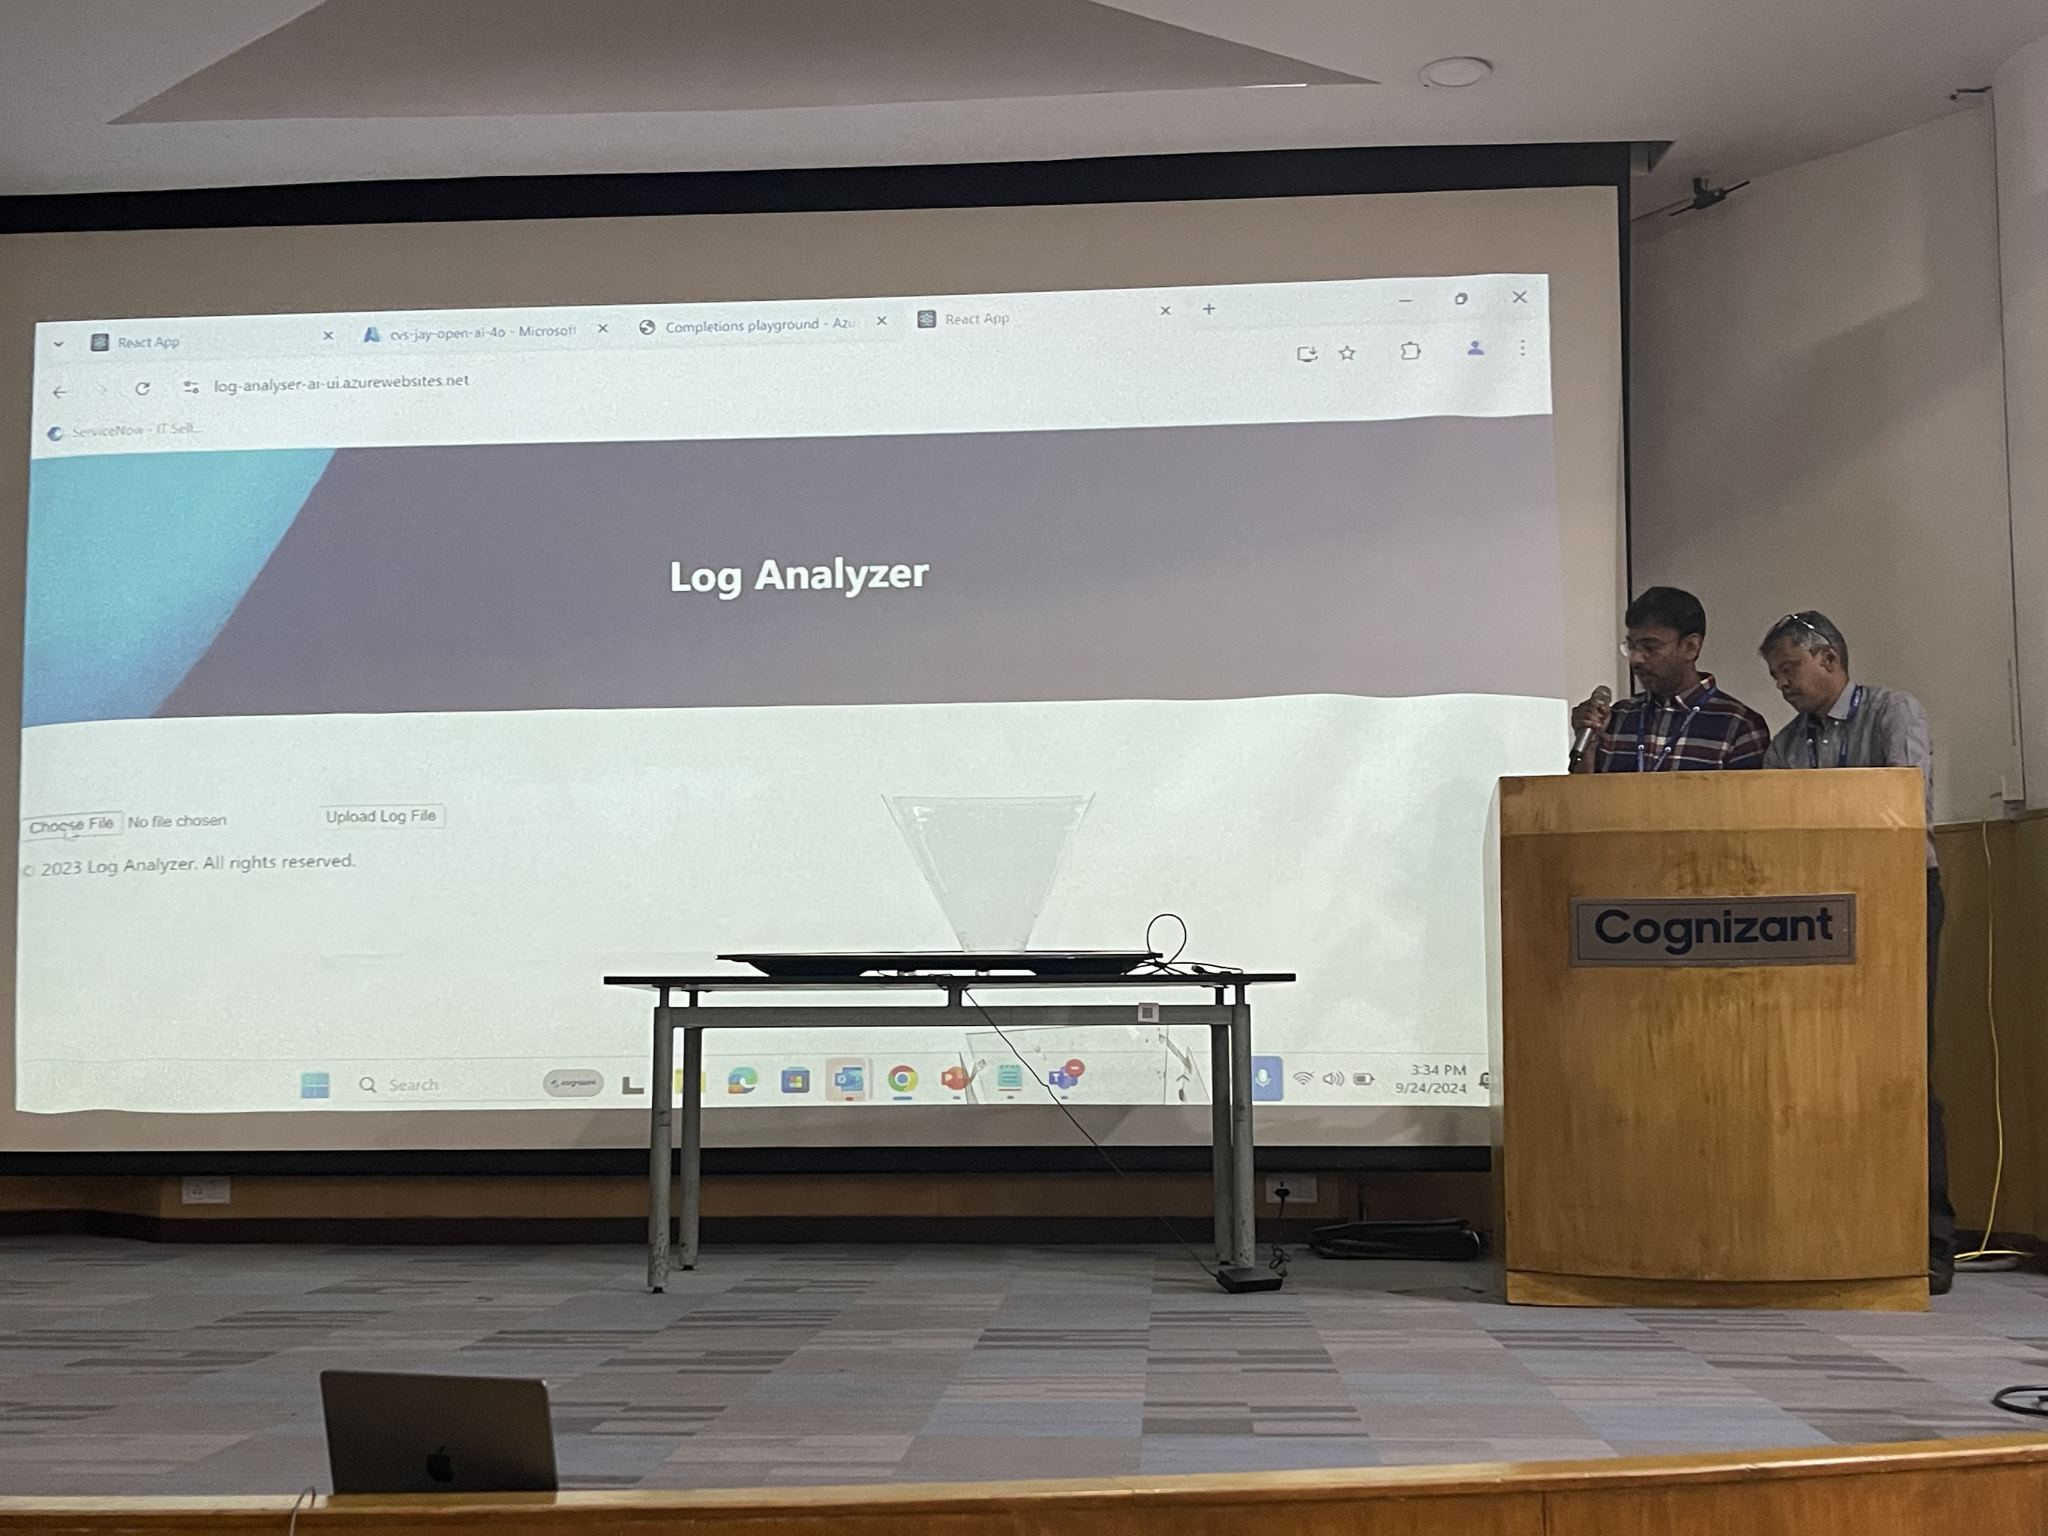 React App
cvs-jay-open-ai-4o - Microsoft
Completions playground - Azu
React App
log-analyser-ai-ui.azurewebsites.net
ServiceNow - IT Self...
Log Analyzer
Choose File No file chosen
Upload Log File
© 2023 Log Analyzer. All rights reserved.
Cognizant
Search
3:34 PM
9/24/2024